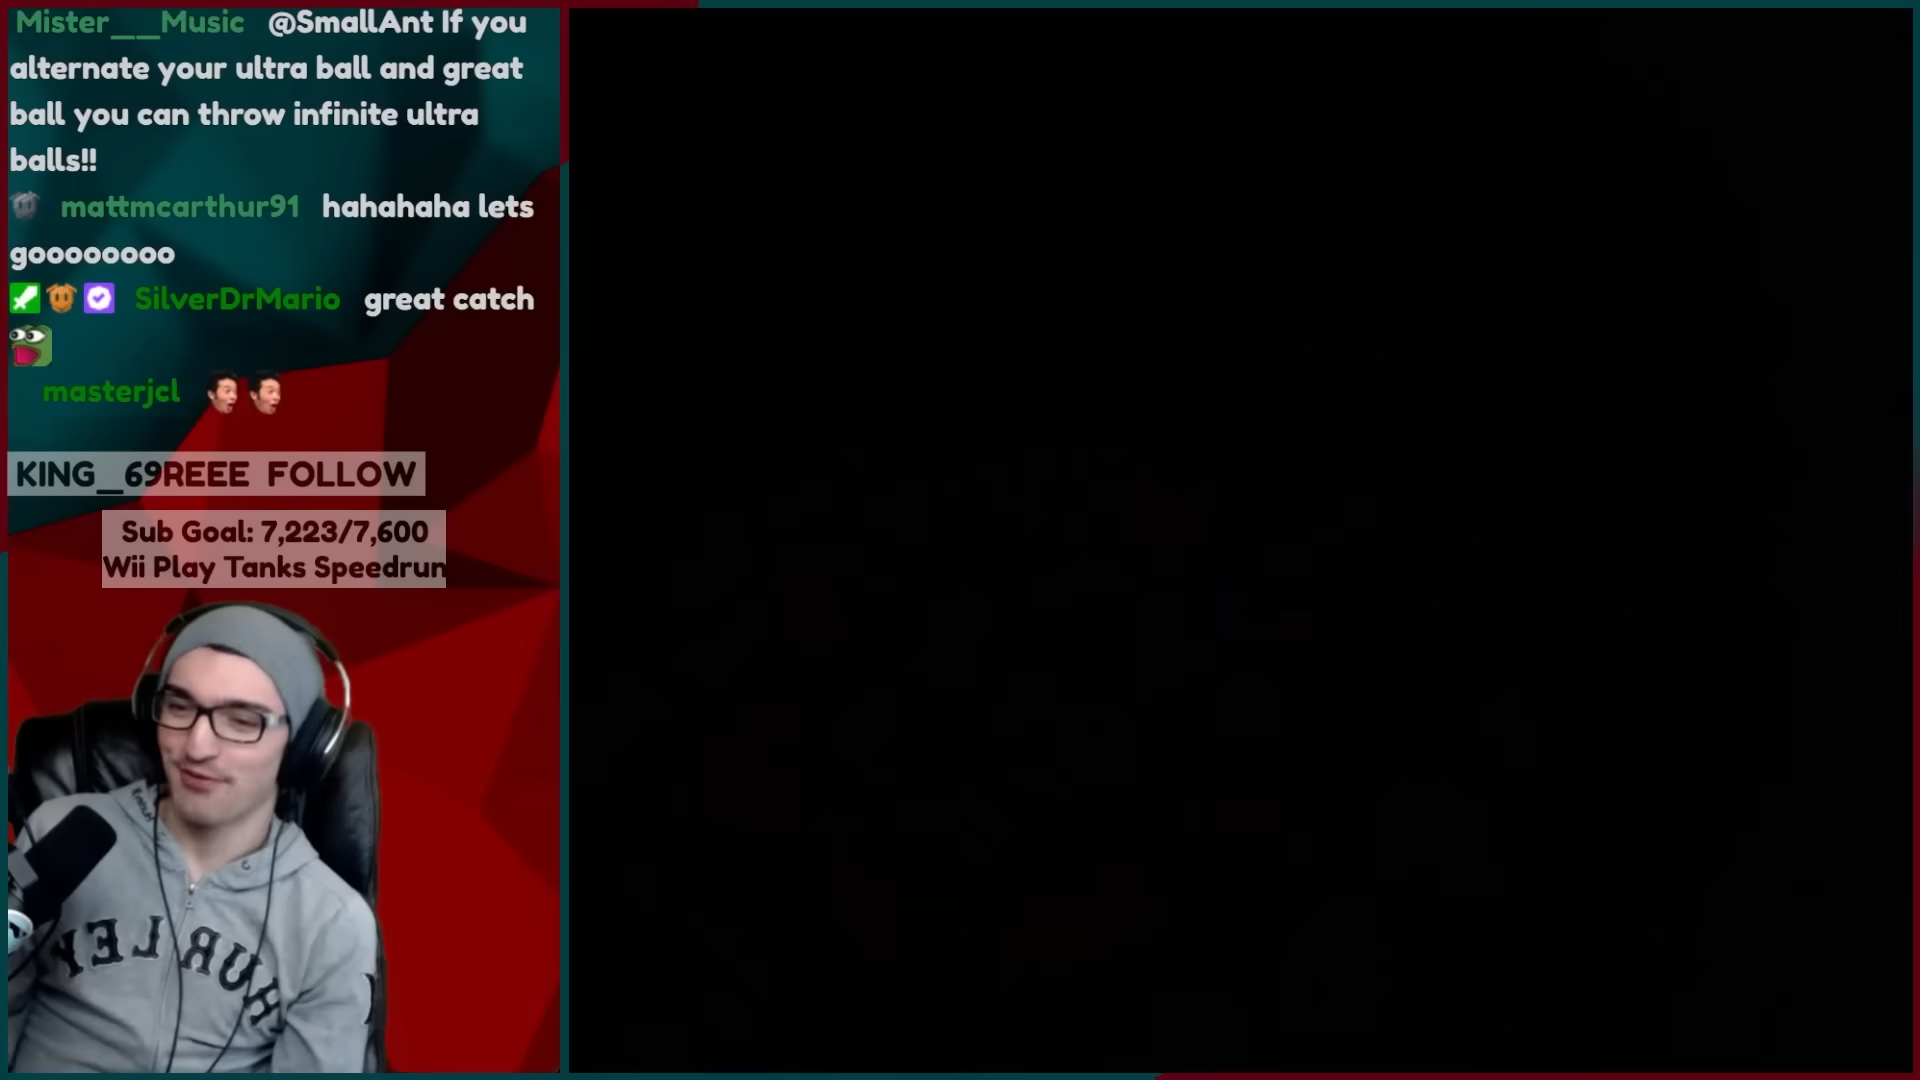 Mister__Music @SmallAnt If you
alternate your ultra ball and great
ball you can throw infinite ultra
balls!!
mattmcarthur91 hahahaha lets
goooooooo
SilverDrMario great catch
masterjcl
KING_69REEE FOLLOW
Sub Goal: 7,223/7,600
Wii Play Tanks Speedrun
HURLEY